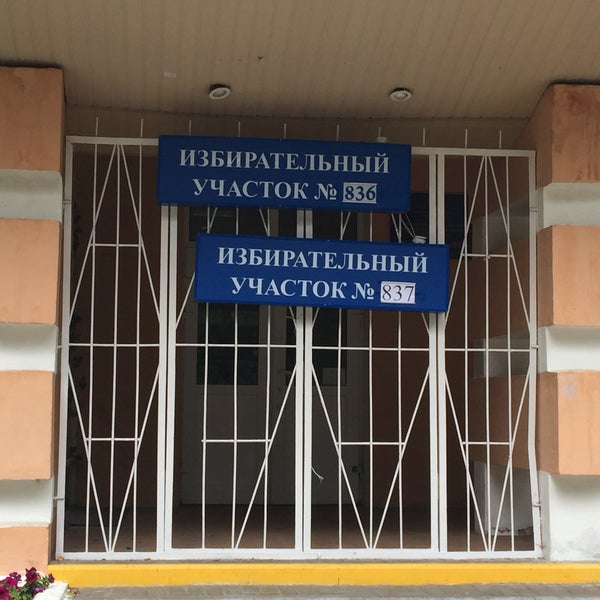 ИЗБИРАТЕЛЬНЫЙ
УЧАСТОК № 836
ИЗБИРАТЕЛЬНЫЙ
УЧАСТОК № 837